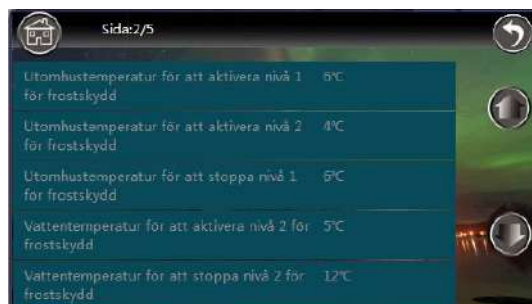 Sida:2/5
Utomhustemperatur för att aktivera nivå 1 6°C
för frostskydd
Utomhustemperatur för att aktivera nivå 2 4°C
för frostskydd
Utomhustemperatur för att stoppa nivå 1 6°C
för frostskydd
Vattentemperatur för att aktivera nivå 2 för 5°C
frostskydd
Vattentemperatur för att stoppa nivå 2 för 12°C
frostskydd